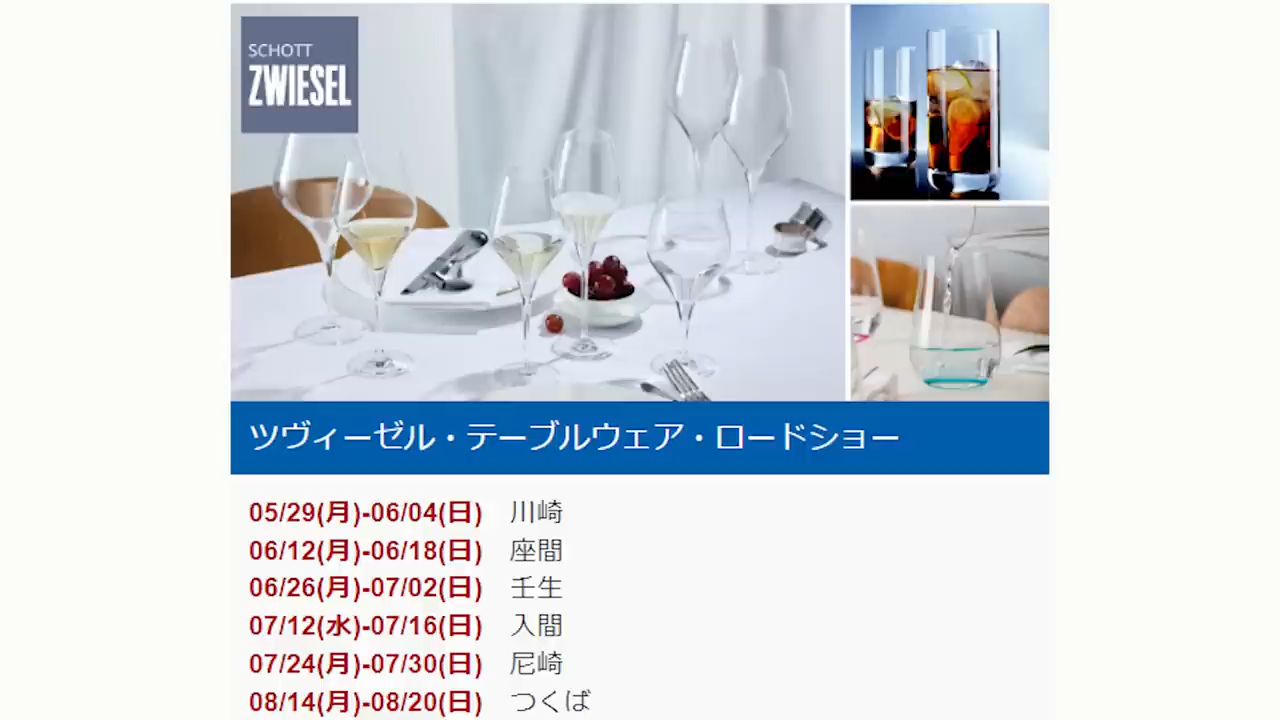 SCHOTT
ZWIESEL
ツヴィーゼル・テーブルウェア・ロードショー
05/29(月)-06/04(日) 川崎
06/12(月)-06/18(日) 座間
06/26(月)-07/02(日) 壬生
07/12(水)-07/16(日) 入間
07/24(月)-07/30(日) 尼崎
08/14(月)-08/20(日) つくば